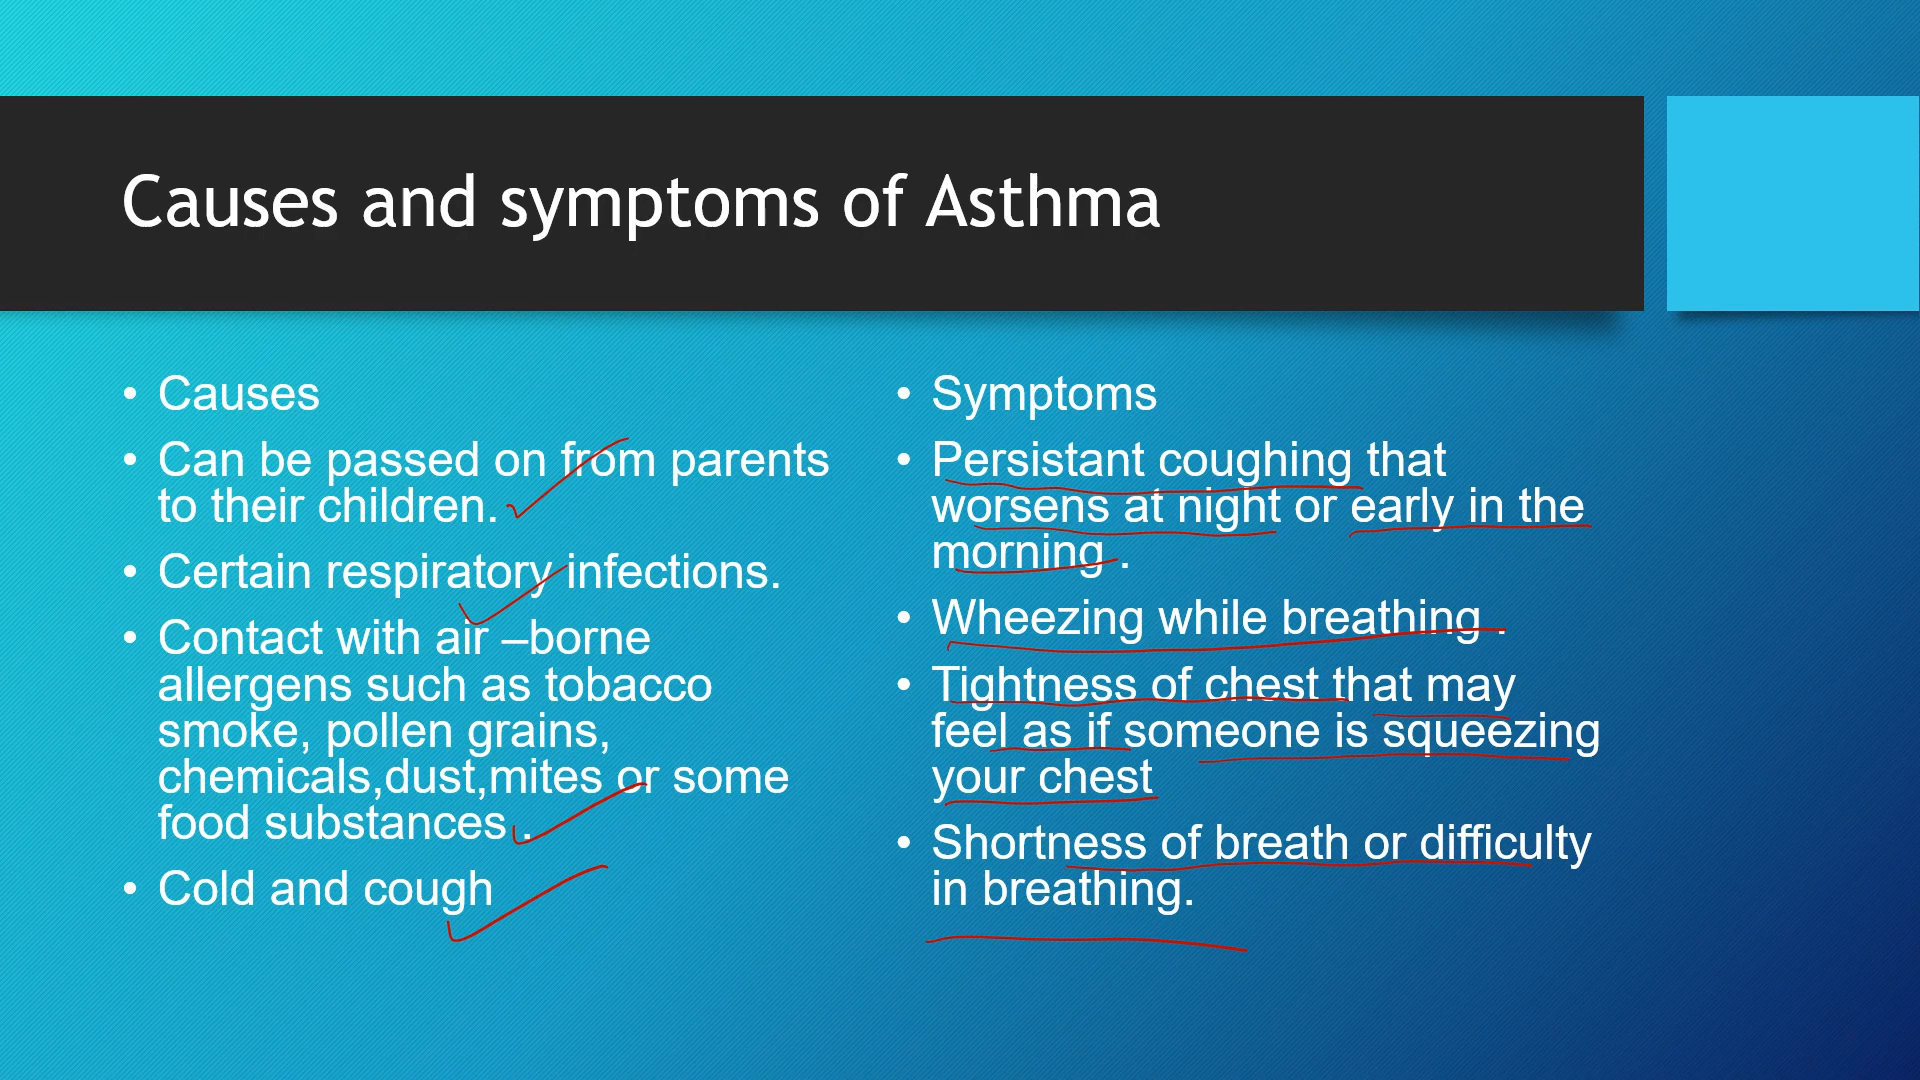 Causes and symptoms of Asthma
• Causes
• Can be passed on from parents
to their children.
• Certain respiratory infections.
• Contact with air –borne
allergens such as tobacco
smoke, pollen grains,
chemicals,dust,mites or some
food substances .
• Cold and cough
• Symptoms
• Persistant coughing that
worsens at night or early in the
morning .
• Wheezing while breathing .
• Tightness of chest that may
feel as if someone is squeezing
your chest
• Shortness of breath or difficulty
in breathing.